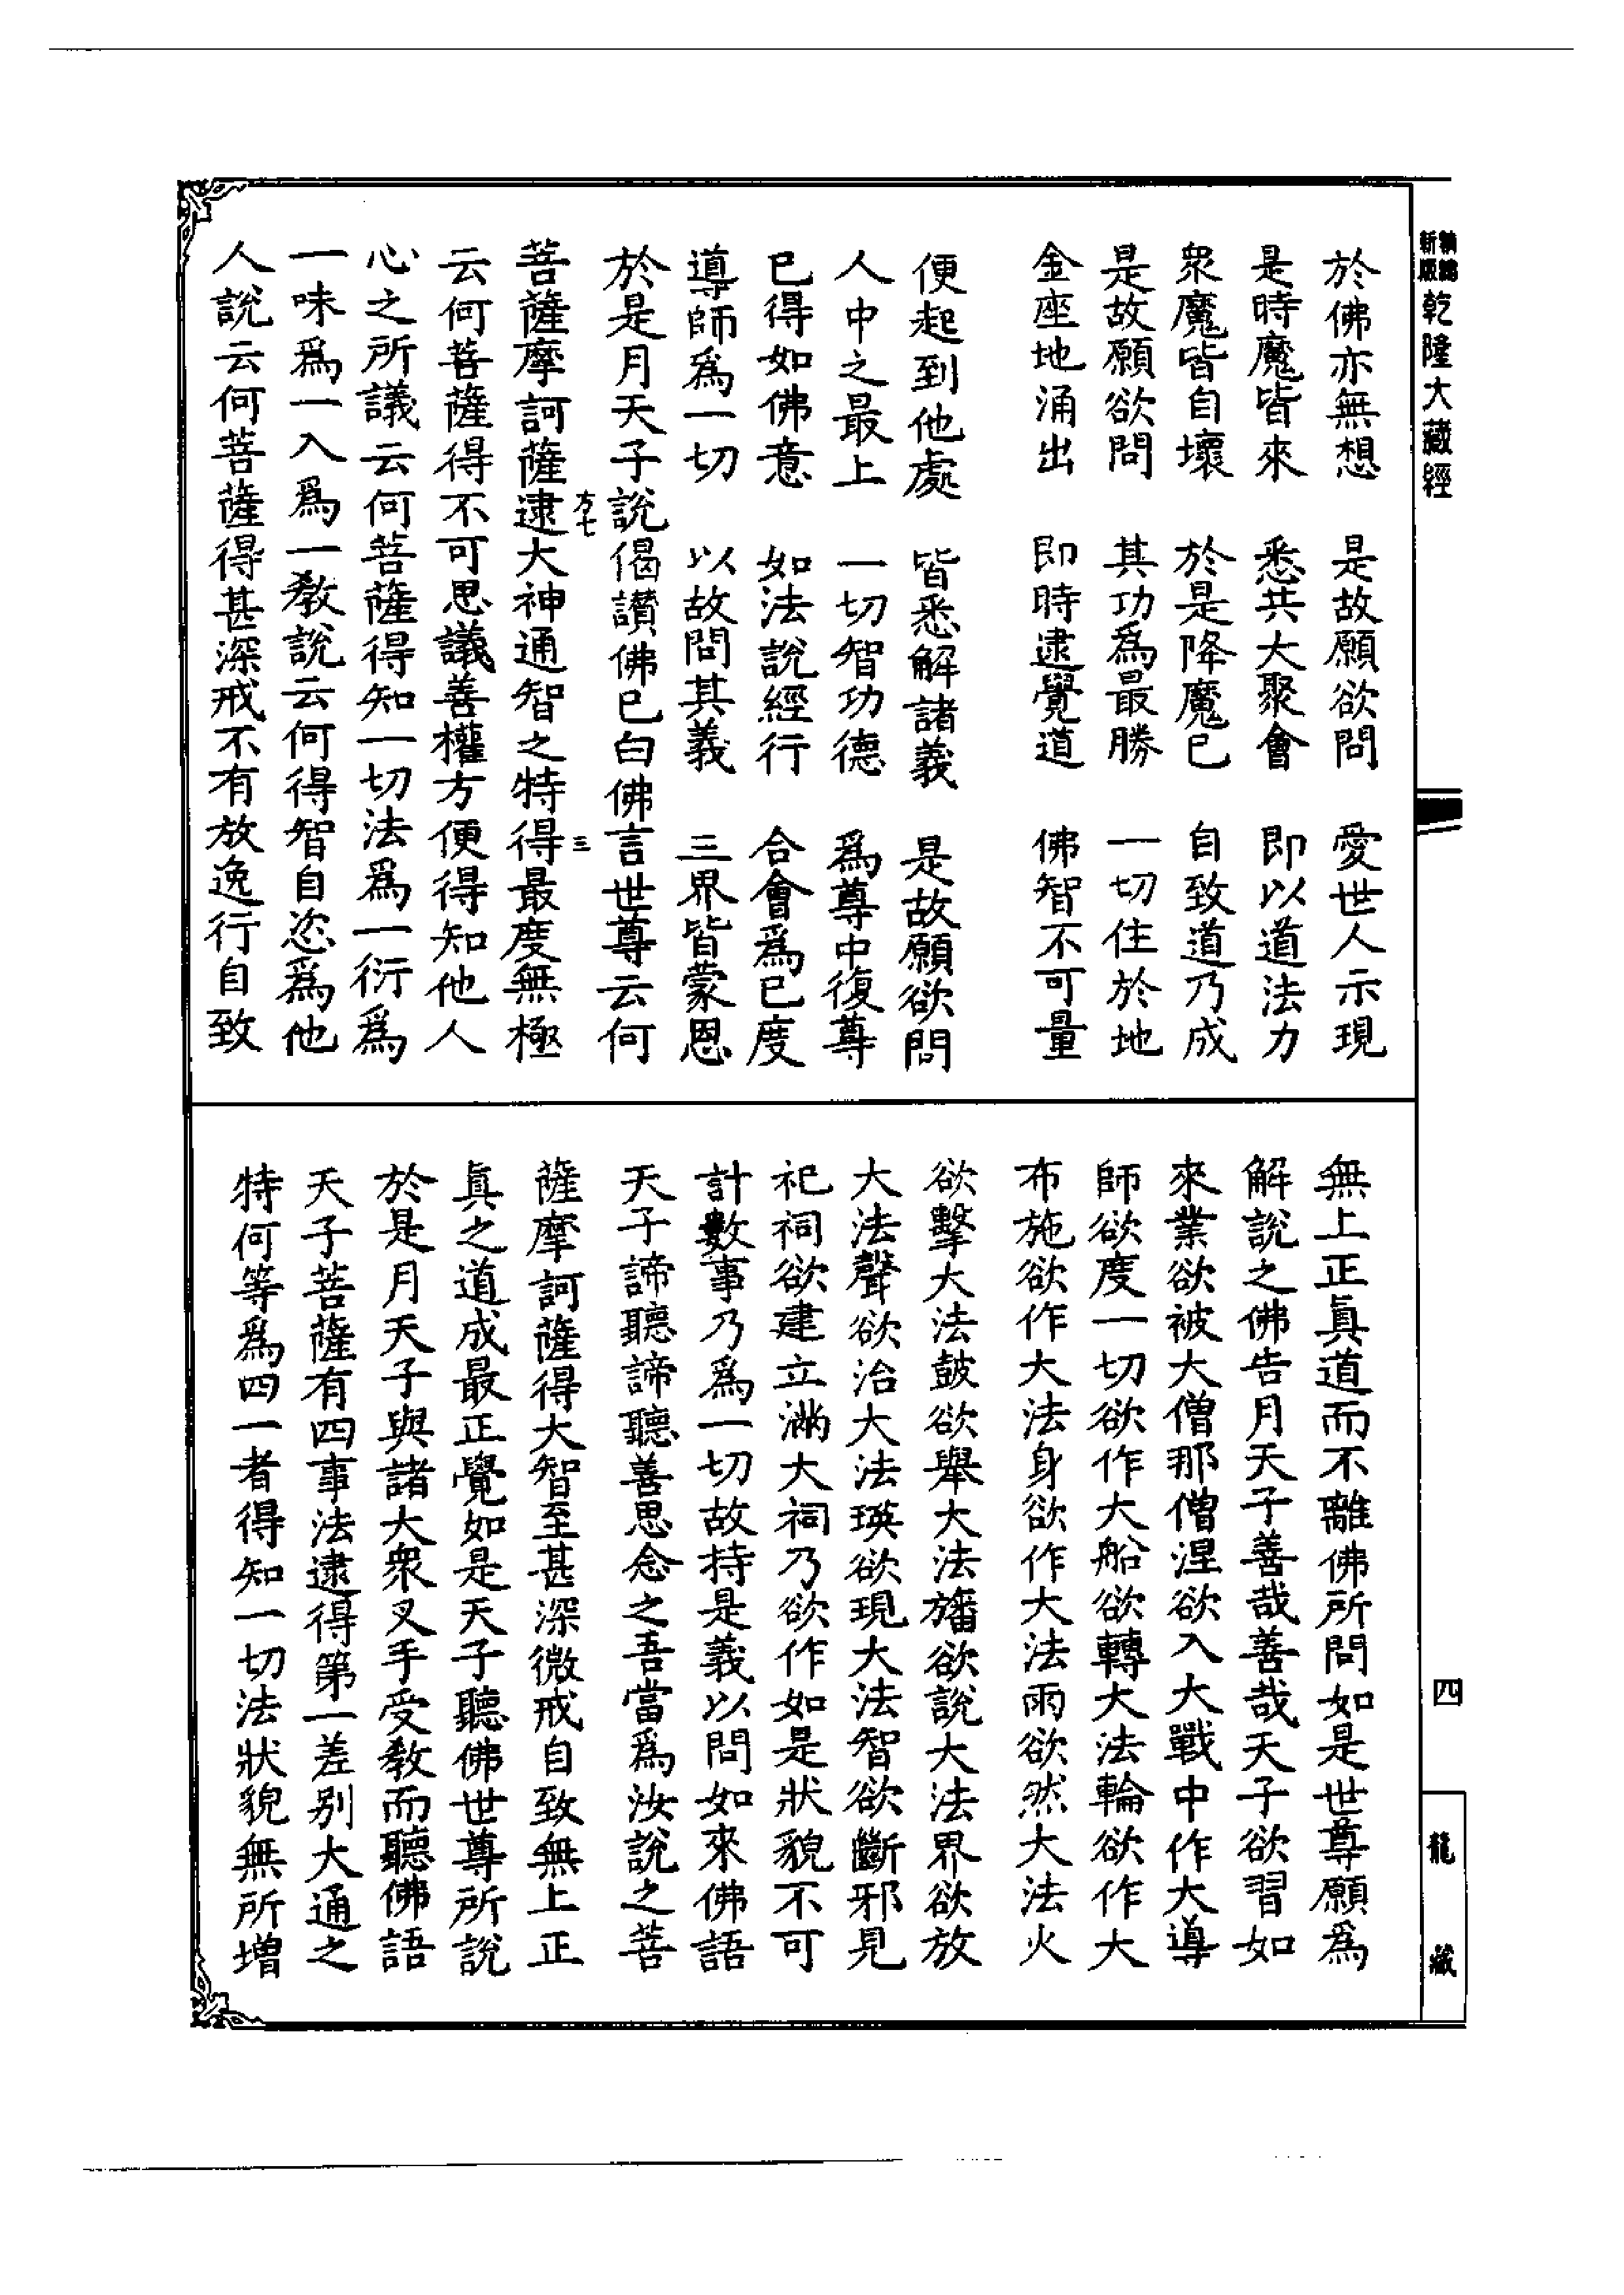 新版
乾隆大藏經
於佛亦無想　是故願欲問　愛世人示現
是時魔皆來　悉共大聚會　即以道法力
衆魔皆自壞　於是降魔已　自致道乃成
是故願欲問　其功爲最勝　一切住於地
金座地涌出　即時逮覺道　佛智不可量
便起到他處　皆悉解諸義　是故願欲問
人中之最上　一切智功德　爲尊中復尊
已得如佛意　如法說經行　合會爲已度
導師爲一切　以故問其義　三界皆蒙恩
於是月天子說偈讃佛已白佛言世尊云何
三
菩薩摩訶薩逮大神通智之特得最度無極
云何菩薩得不可思議善權方便得知他人
心之所議云何菩薩得知一切法爲一衍爲
一味爲一入爲一教說云何得智自恣爲他
人說云何菩薩得甚深戒不有放逸行自致
無上正眞道而不離佛所問如是世尊願爲
解說之佛告月天子善哉善哉天子欲習如
來業欲被大僧那僧涅欲入大戰中作大導
師欲度一切欲作大船欲轉大法輪欲作大
布施欲作大法身欲作大法雨欲然大法火
欲擊大法鼓欲舉大法旛欲說大法界欲放
大法聲欲治大法瑛欲現大法智欲斷邪見
祀祠欲建立滿大祠乃欲作如是狀貌不可
計數事乃爲一切故持是義以問如來佛語
天子諦聽諦聽善思念之吾當爲汝說之菩
薩摩訶薩得大智至甚深微戒自致無上正
眞之道成最正覺如是天子聽佛世尊所說
於是月天子與諸大衆叉手受教而聽佛語
天子菩薩有四事法逮得第一差別大通之
特何等爲四一者得知一切法狀貌無所增
四
龍藏